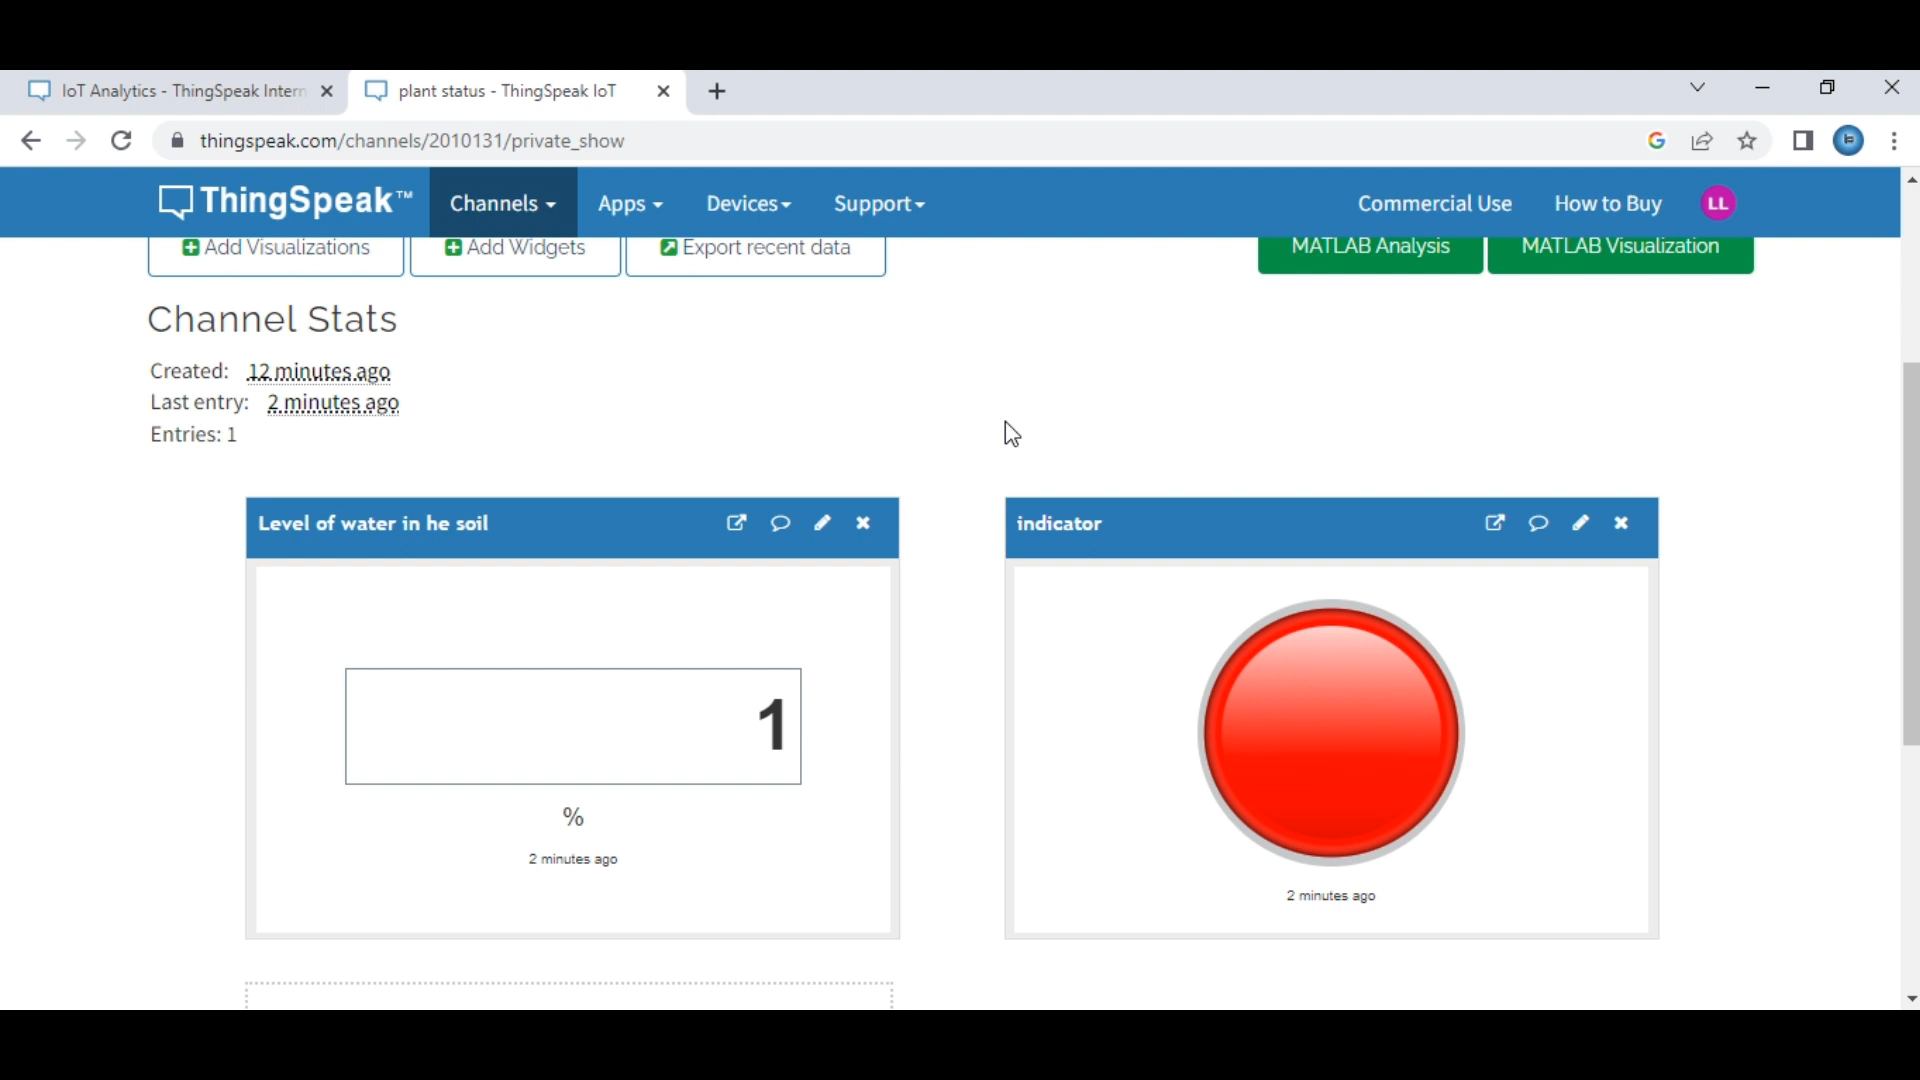 IoT Analytics - ThingSpeak Intern
plant status - ThingSpeak IoT
thingspeak.com/channels/2010131/private_show
ThingSpeak™
Channels
Apps
Devices
Support
Commercial Use
How to Buy
LL
Add Visualizations
Add Widgets
Export recent data
MATLAB Analysis
MATLAB Visualization
Channel Stats
Created: 12 minutes ago
Last entry: 2 minutes ago
Entries: 1
Level of water in he soil
1
%
2 minutes ago
indicator
2 minutes ago